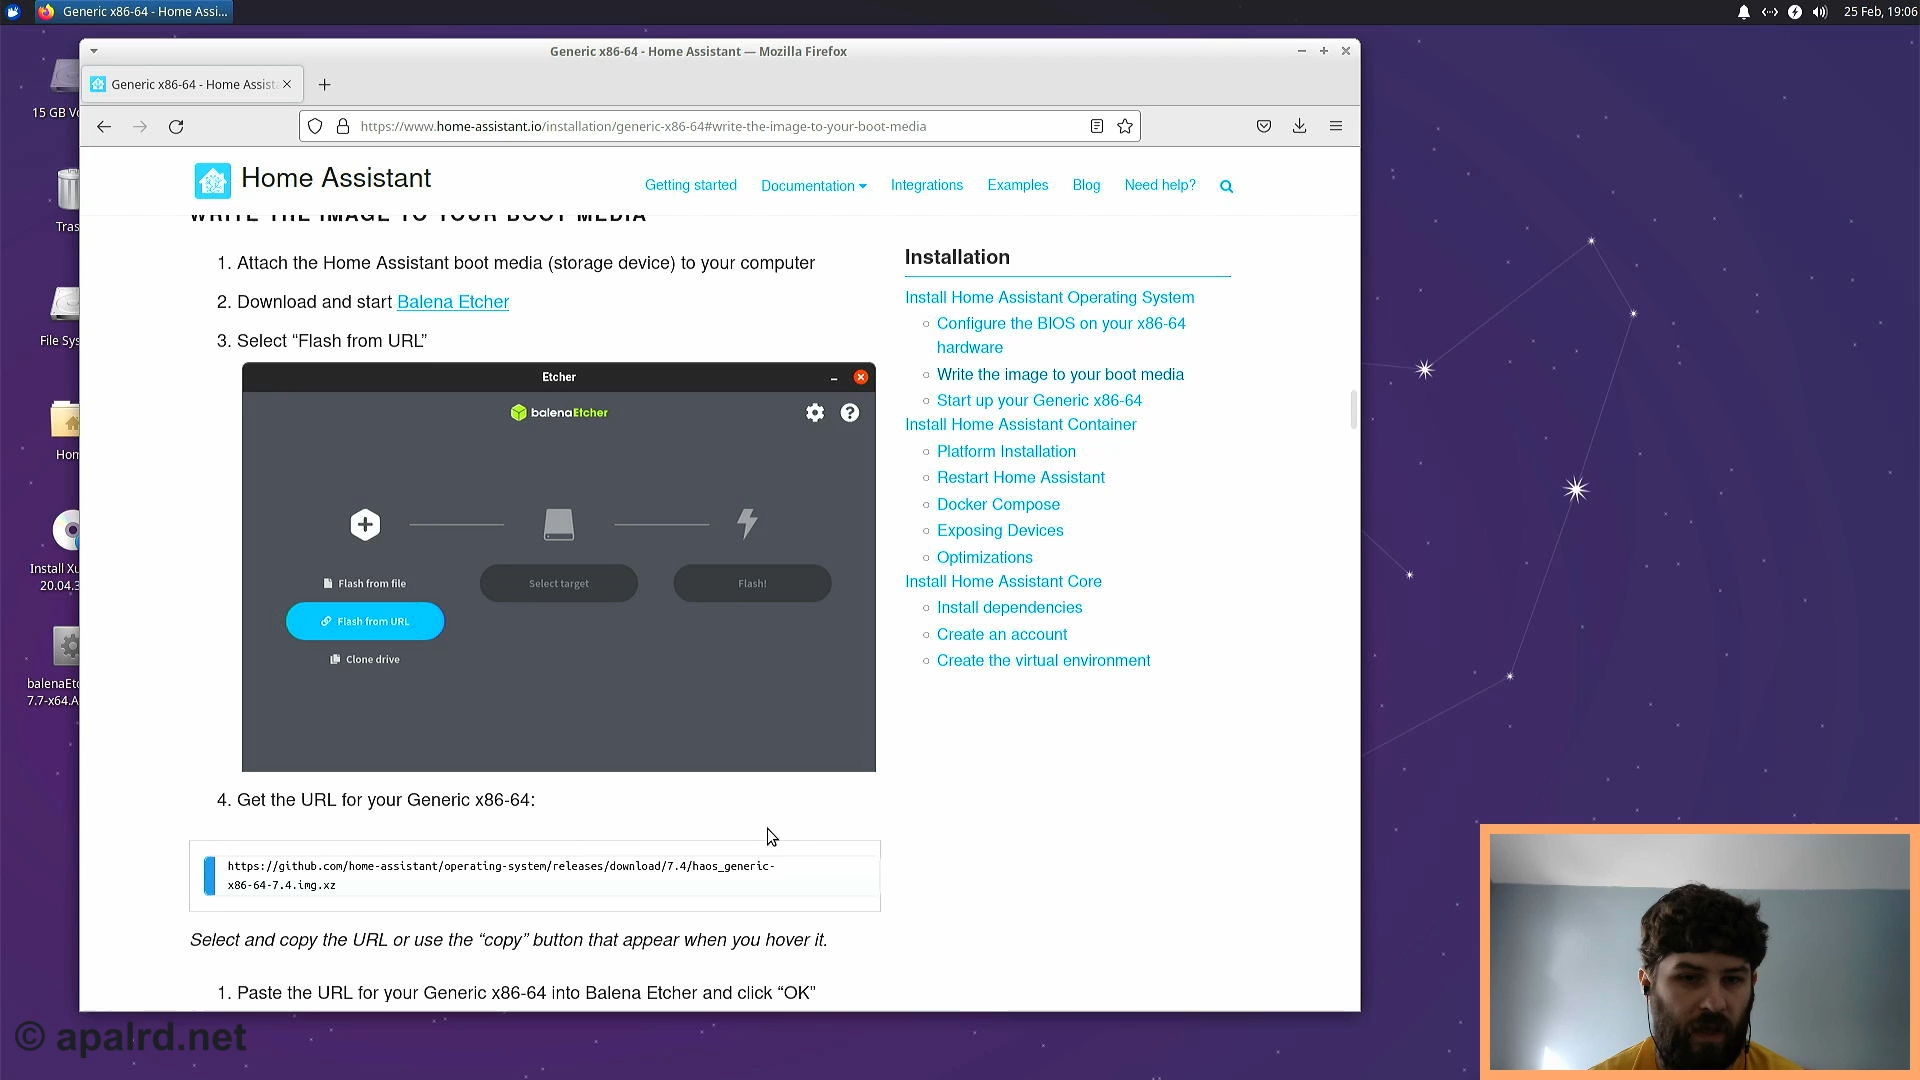 Generic x86-64 - Home Assi...
25 Feb, 19:06
Generic x86-64 - Home Assistant — Mozilla Firefox
Generic x86-64 - Home Assist
https://www.home-assistant.io/installation/generic-x86-64#write-the-image-to-your-boot-media
Home Assistant
Getting started
Documentation
Integrations
Examples
Blog
Need help?
WRITE THE IMAGE TO YOUR BOOT MEDIA
1. Attach the Home Assistant boot media (storage device) to your computer
2. Download and start Balena Etcher
3. Select “Flash from URL”
Etcher
balenaEtcher
Flash from file
Select target
Flash!
Flash from URL
Clone drive
4. Get the URL for your Generic x86-64:
https://github.com/home-assistant/operating-system/releases/download/7.4/haos_generic-
x86-64-7.4.img.xz
Select and copy the URL or use the “copy” button that appear when you hover it.
1. Paste the URL for your Generic x86-64 into Balena Etcher and click “OK”
Installation
Install Home Assistant Operating System
Configure the BIOS on your x86-64
hardware
Write the image to your boot media
Start up your Generic x86-64
Install Home Assistant Container
Platform Installation
Restart Home Assistant
Docker Compose
Exposing Devices
Optimizations
Install Home Assistant Core
Install dependencies
Create an account
Create the virtual environment
15 GB Vo
Tras
File Sys
Hom
Install Xu
20.04.3
balenaEtc
7.7-x64.A
© apalrd.net